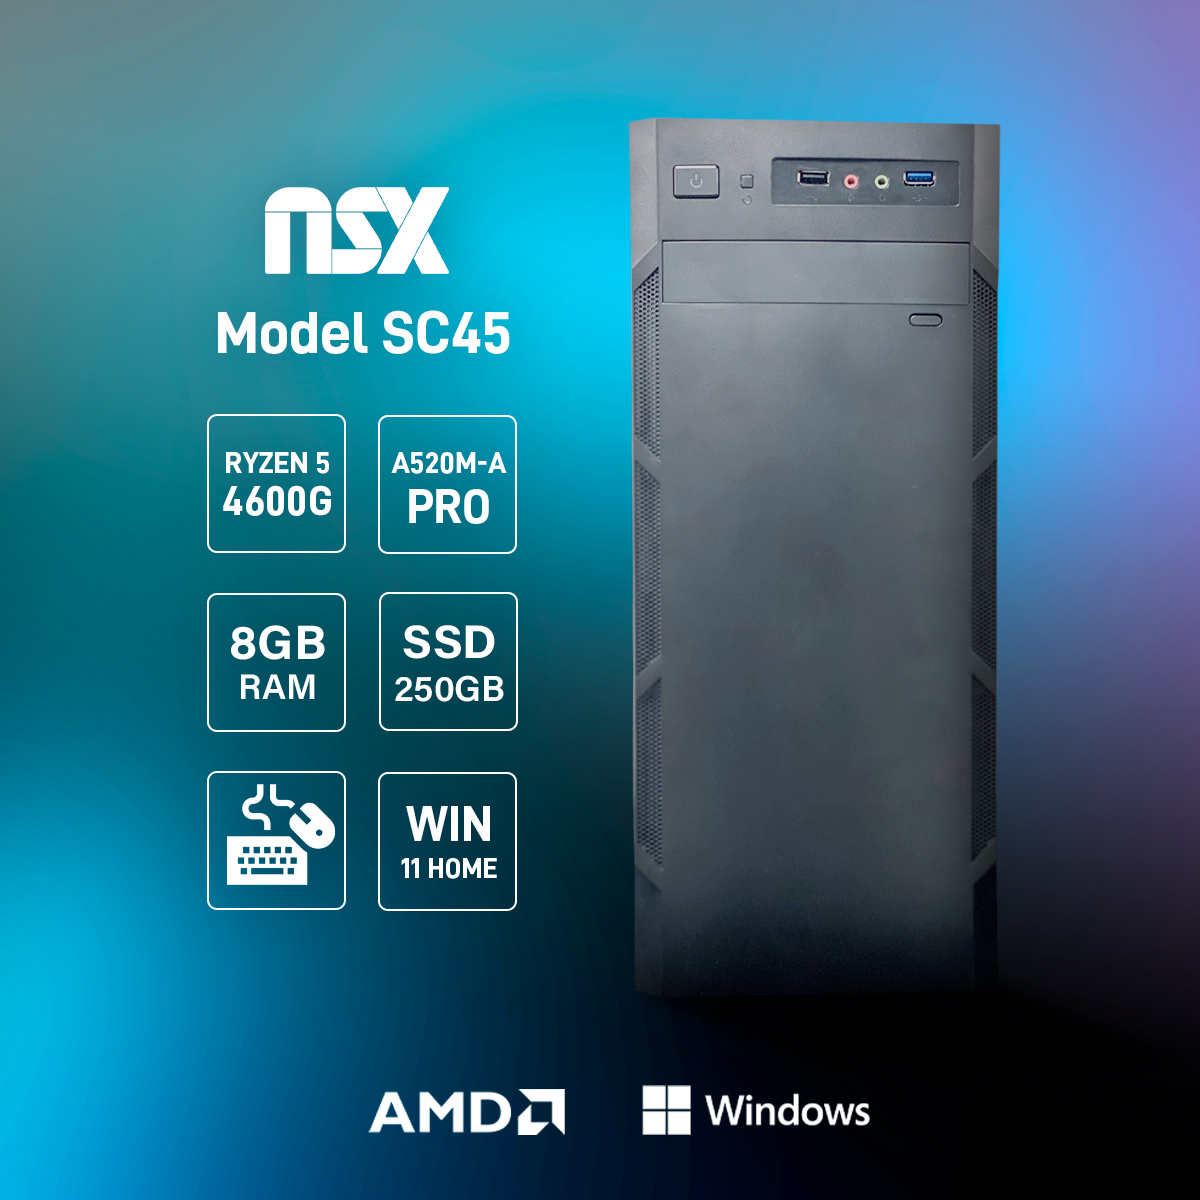 nsx
Model SC45
RYZEN 5
4600G
A520M-A
PRO
8GB
RAM
SSD
250GB
WIN
11 HOME
AMD
Windows